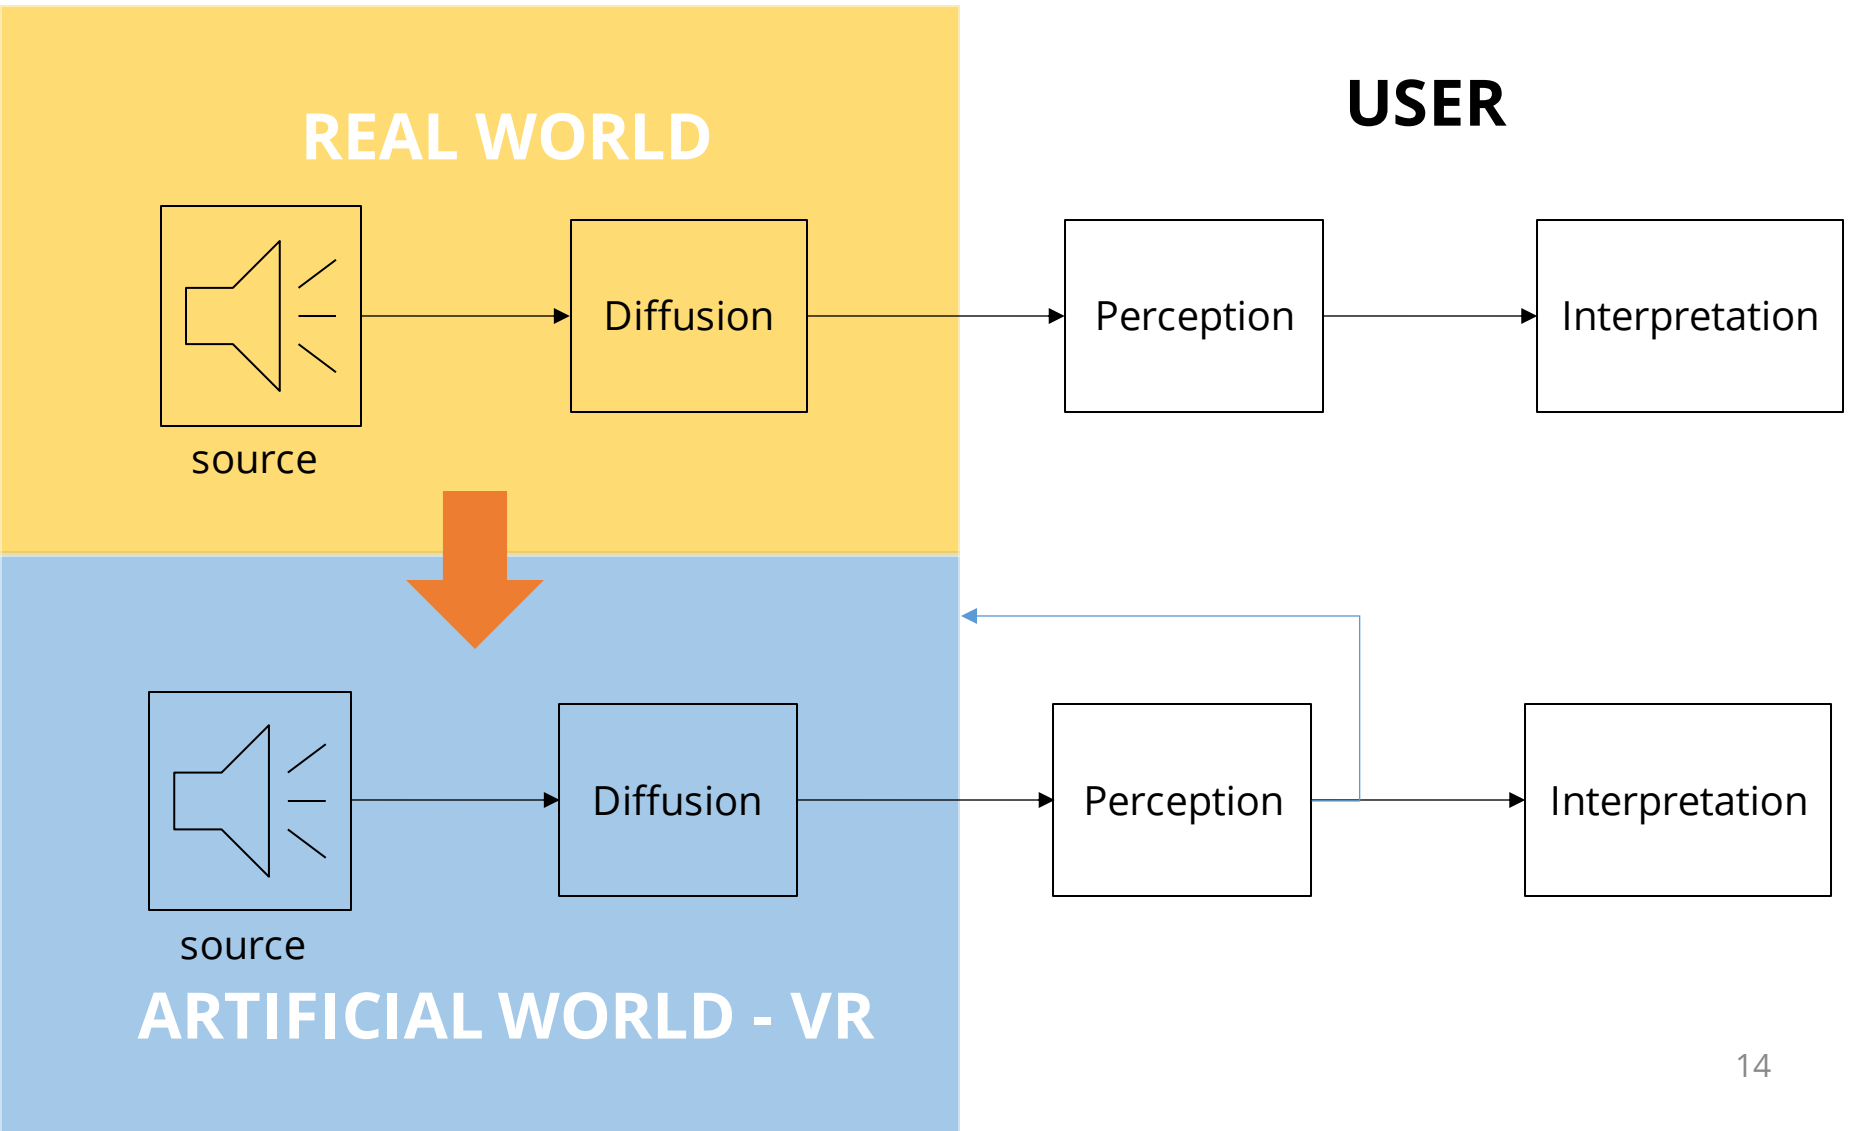 REAL WORLD
USER
Diffusion
Perception
Interpretation
source
Diffusion
Perception
Interpretation
source
ARTIFICIAL WORLD - VR
14